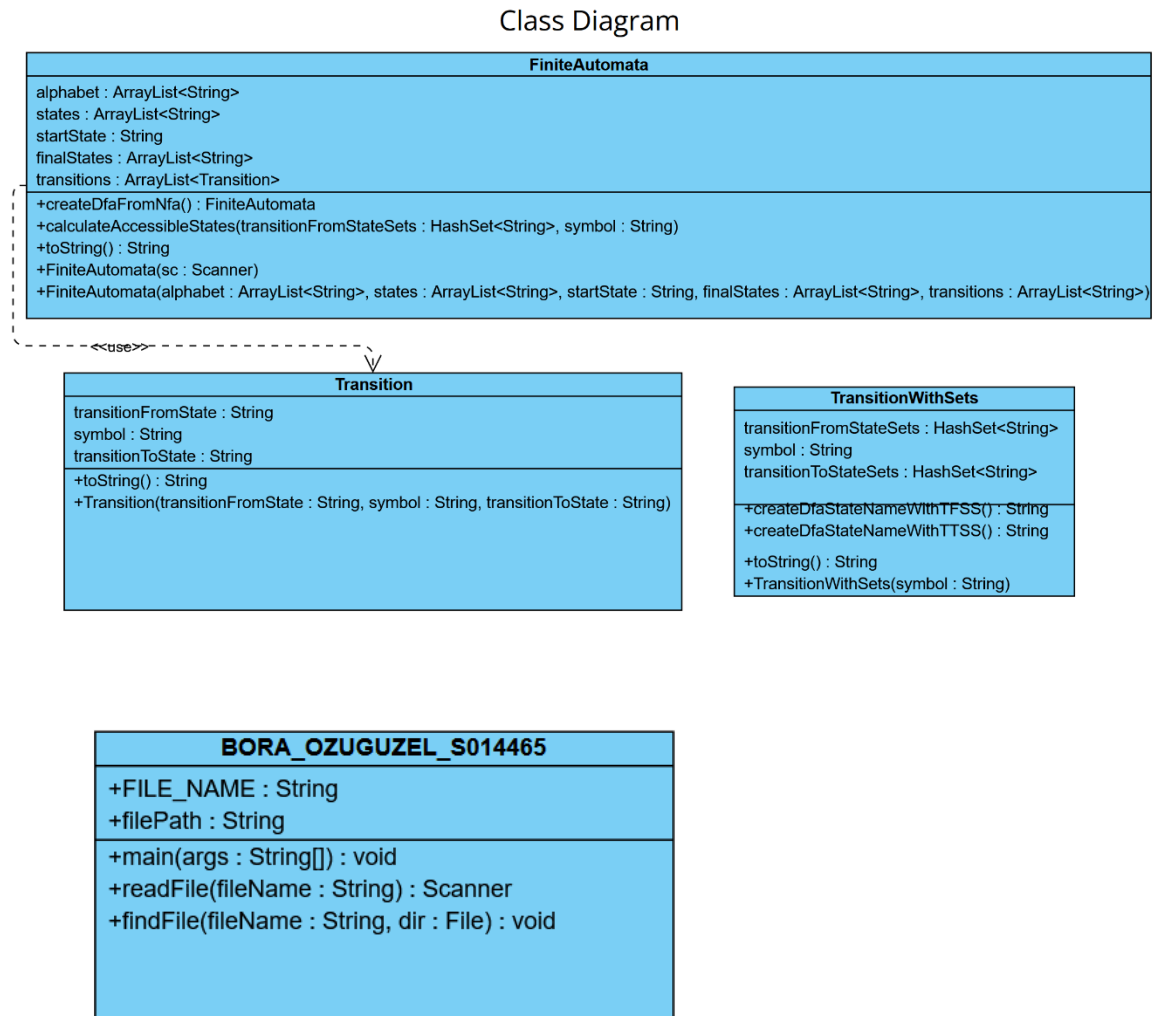 Class Diagram
FiniteAutomata
alphabet : ArrayList<String>
states : ArrayList<String>
startState : String
finalStates : ArrayList<String>
transitions : ArrayList<Transition>
+createDfaFromNfa() : FiniteAutomata
+calculateAccessibleStates(transitionFromStateSets : HashSet<String>, symbol : String)
+toString() : String
+FiniteAutomata(sc : Scanner)
+FiniteAutomata(alphabet : ArrayList<String>, states : ArrayList<String>, startState : String, finalStates : ArrayList<String>, transitions : ArrayList<String>)
<<use>>
Transition
transitionFromState : String
symbol : String
transitionToState : String
+toString() : String
+Transition(transitionFromState : String, symbol : String, transitionToState : String)
TransitionWithSets
transitionFromStateSets : HashSet<String>
symbol : String
transitionToStateSets : HashSet<String>
+createDfaStateNameWithTFSS() : String
+createDfaStateNameWithTTSS() : String
+toString() : String
+TransitionWithSets(symbol : String)
BORA_OZUGUZEL_S014465
+FILE_NAME : String
+filePath : String
+main(args : String[]) : void
+readFile(fileName : String) : Scanner
+findFile(fileName : String, dir : File) : void